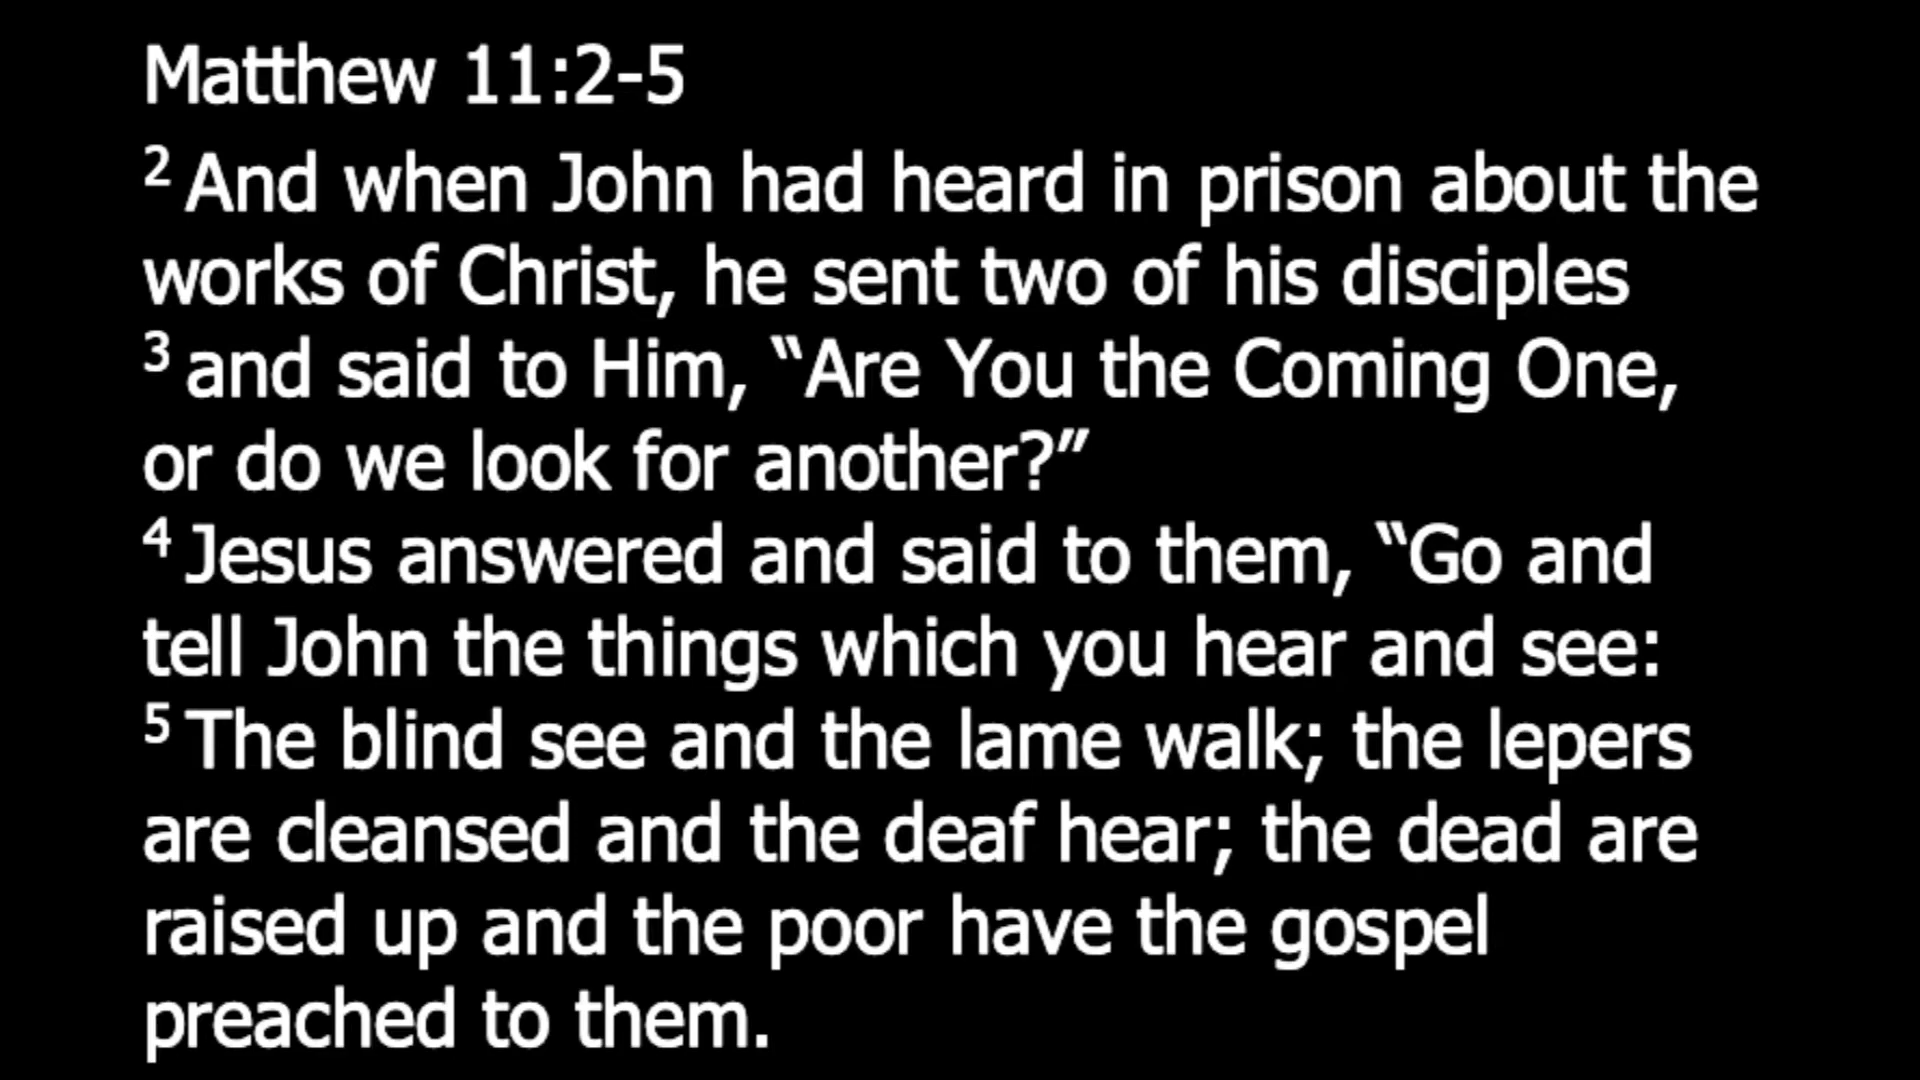 Matthew 11:2-5
2 And when John had heard in prison about the
works of Christ, he sent two of his disciples
3 and said to Him, “Are You the Coming One,
or do we look for another?”
4 Jesus answered and said to them, “Go and
tell John the things which you hear and see:
5 The blind see and the lame walk; the lepers
are cleansed and the deaf hear; the dead are
raised up and the poor have the gospel
preached to them.